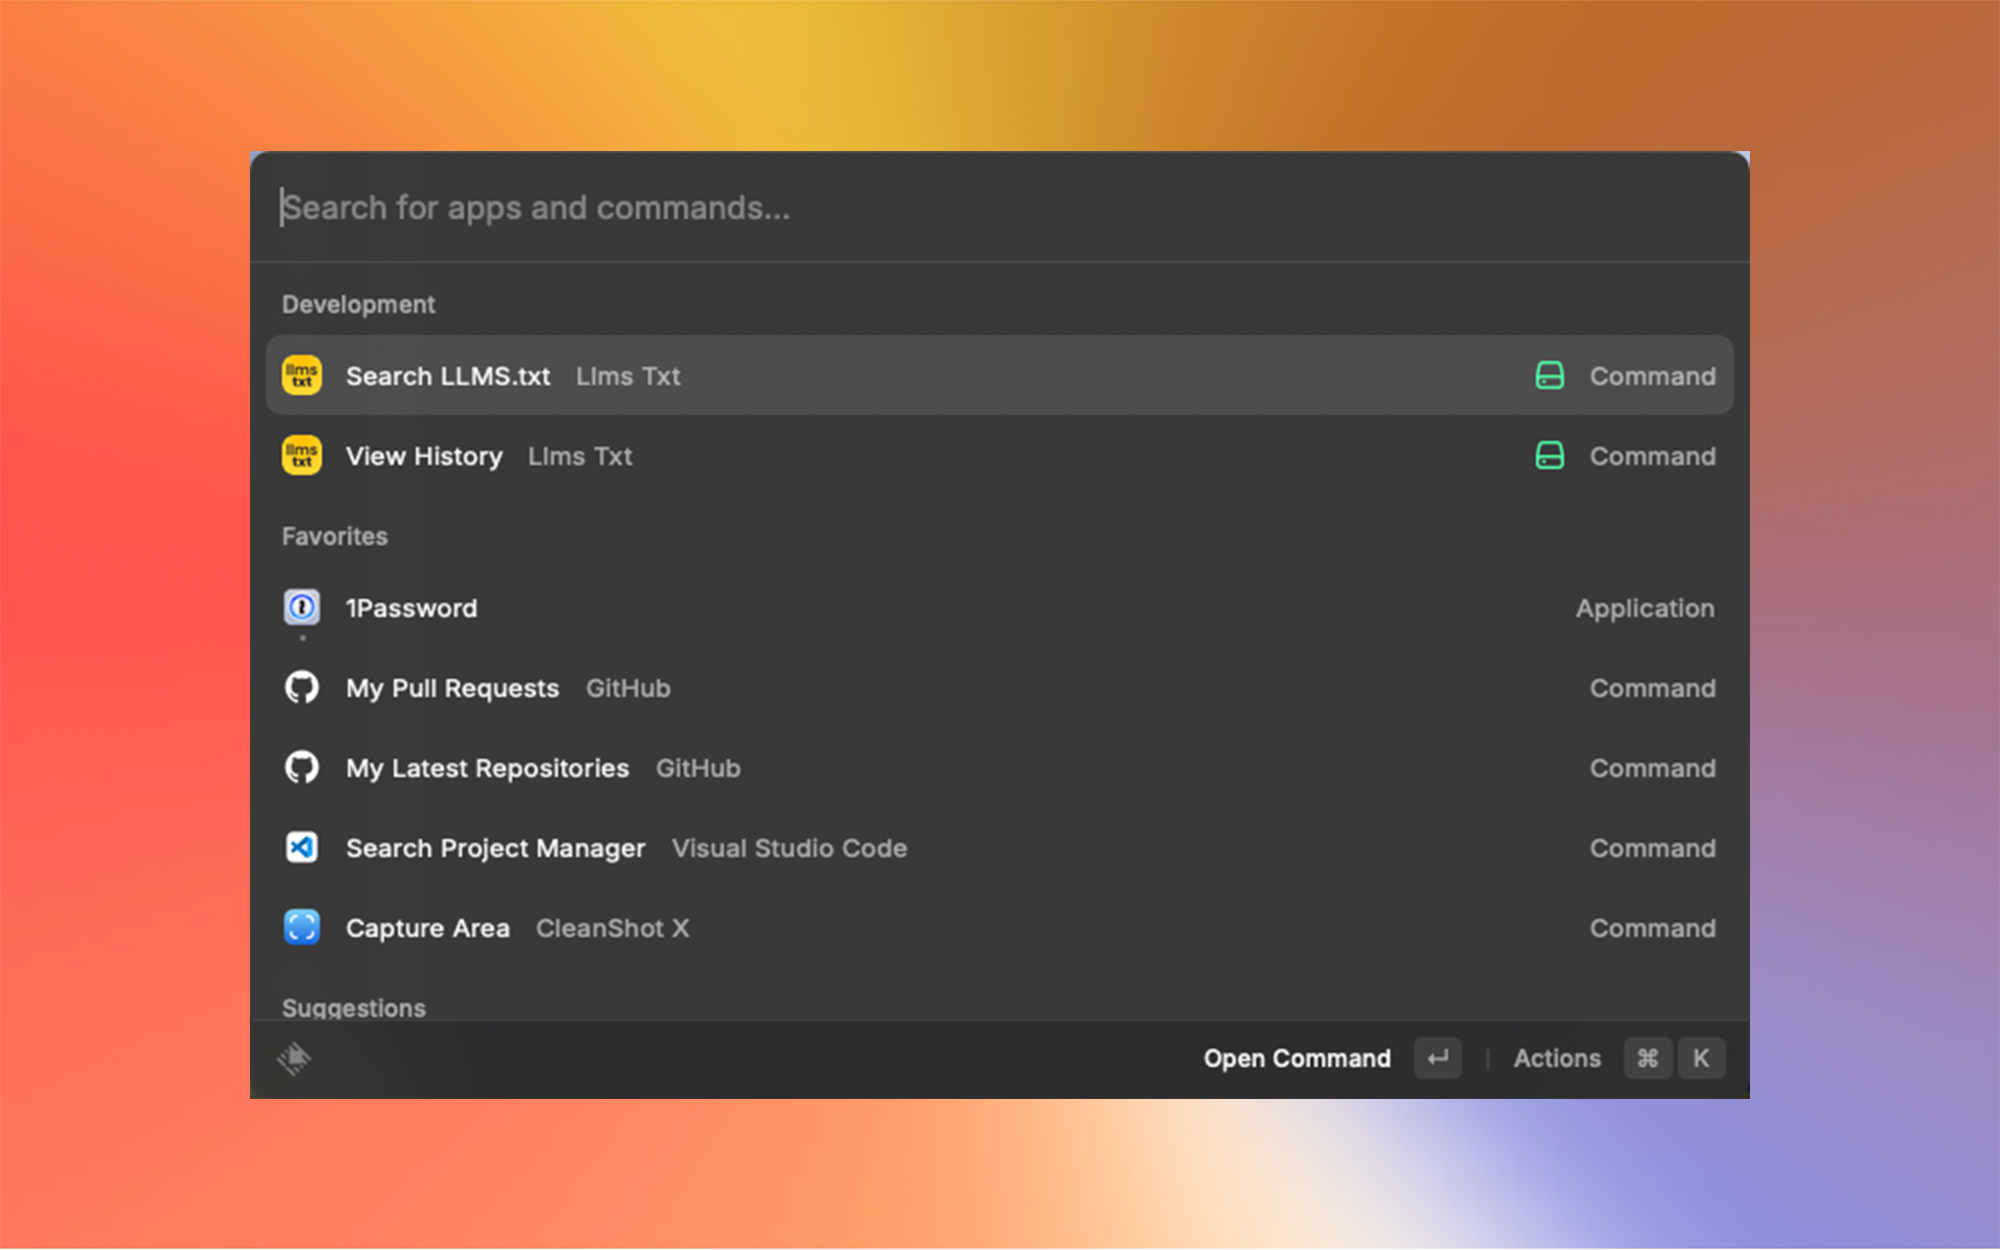 Search for apps and commands...
Development
llms txt Search LLMS.txt Llms Txt Command
llms txt View History Llms Txt Command
Favorites
1Password Application
My Pull Requests GitHub Command
My Latest Repositories GitHub Command
Search Project Manager Visual Studio Code Command
Capture Area CleanShot X Command
Suggestions
Open Command ↵ | Actions ⌘ K